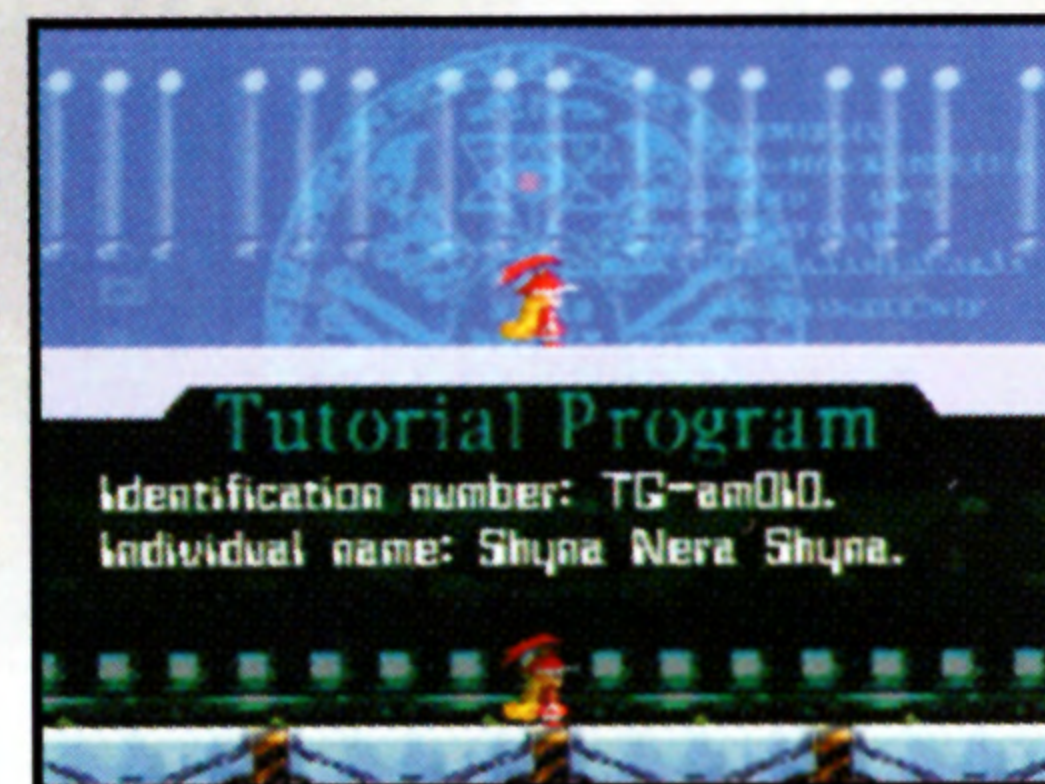 Tutorial Program
Identification number: TG-am010.
Individual name: Shyna Nera Shyna.